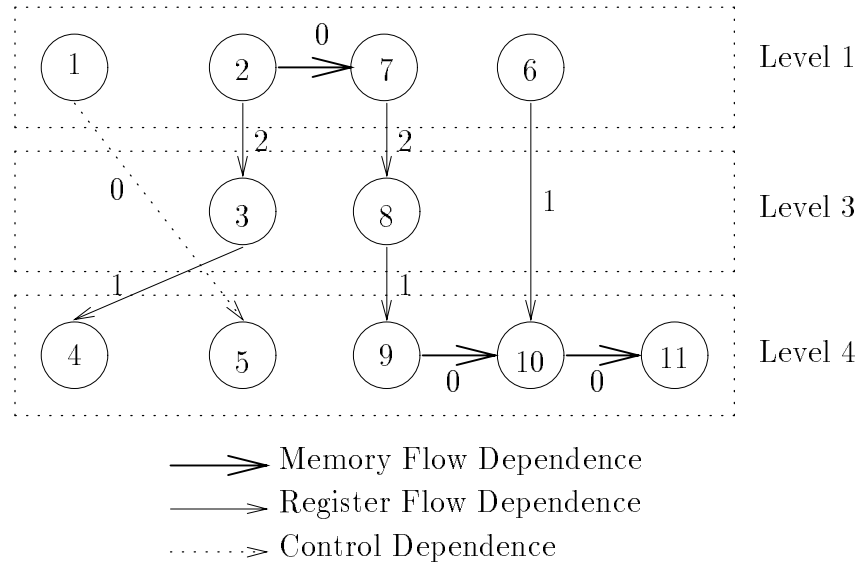 0
1 2 7 6 Level 1
2 2
0 1
3 8 Level 3
1 1
4 5 9 10 11 Level 4
0 0
Memory Flow Dependence
Register Flow Dependence
Control Dependence